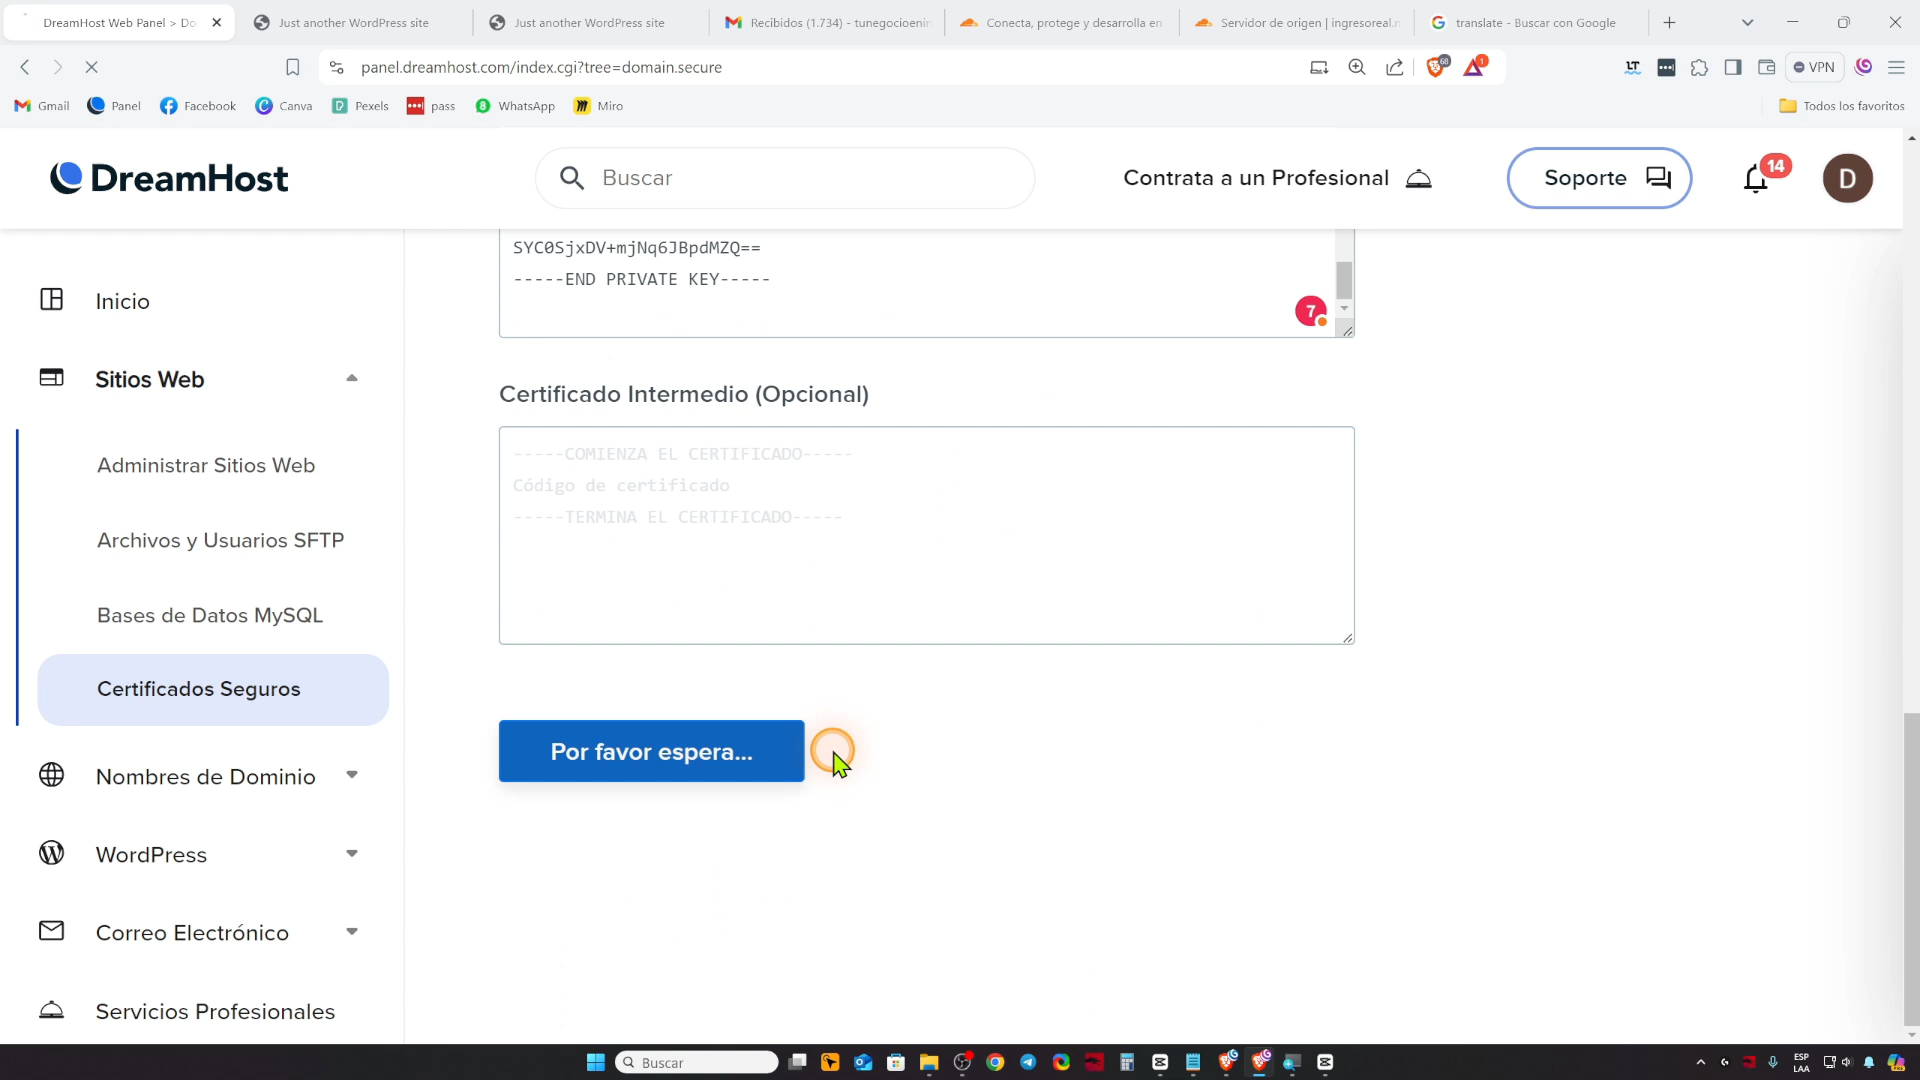 DreamHost Web Panel > Do
Just another WordPress site
Just another WordPress site
Recibidos (1.734) - tunegocioenin
Conecta, protege y desarrolla en
Servidor de origen | ingresoreal.n
translate - Buscar con Google
panel.dreamhost.com/index.cgi?tree=domain.secure
68
1
LT
VPN
Gmail
Panel
Facebook
Canva
Pexels
pass
WhatsApp
Miro
Todos los favoritos
DreamHost
Buscar
Contrata a un Profesional
Soporte
14
D
SYC0SjxDV+mjNq6JBpdMZQ==
-----END PRIVATE KEY-----
7
Inicio
Sitios Web
Administrar Sitios Web
Archivos y Usuarios SFTP
Bases de Datos MySQL
Certificados Seguros
Nombres de Dominio
WordPress
Correo Electrónico
Servicios Profesionales
Certificado Intermedio (Opcional)
-----COMIENZA EL CERTIFICADO-----
Código de certificado
-----TERMINA EL CERTIFICADO-----
Por favor espera...
Buscar
ESP
LAA